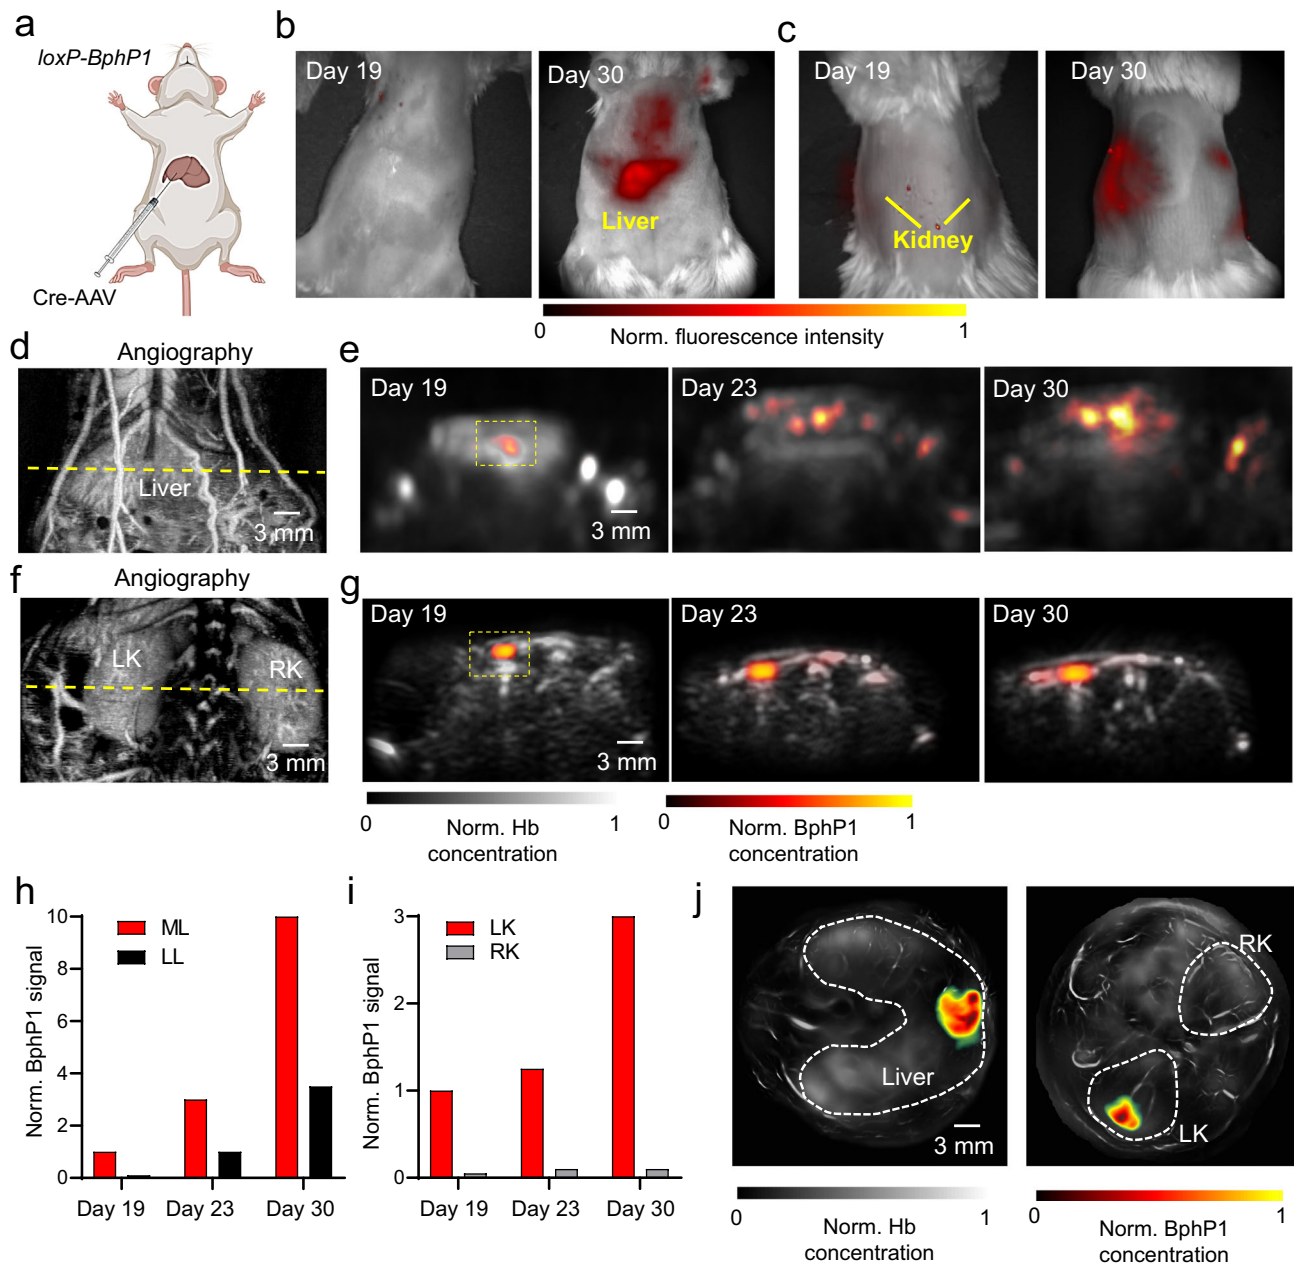 a
loxP-BphP1
Cre-AAV
b
Day 19
Day 30
Liver
c
Day 19
Day 30
Kidney
0
Norm. fluorescence intensity
1
d
Angiography
Liver
3 mm
e
Day 19
3 mm
Day 23
Day 30
f
Angiography
LK
RK
3 mm
g
Day 19
3 mm
Day 23
Day 30
0
Norm. Hb
concentration
1
0
Norm. BphP1
concentration
1
h
Norm. BphP1 signal
10
8
6
4
2
0
ML
LL
Day 19
Day 23
Day 30
i
Norm. BphP1 signal
3
2
1
0
LK
RK
Day 19
Day 23
Day 30
j
Liver
3 mm
RK
LK
0
Norm. Hb
concentration
1
0
Norm. BphP1
concentration
1